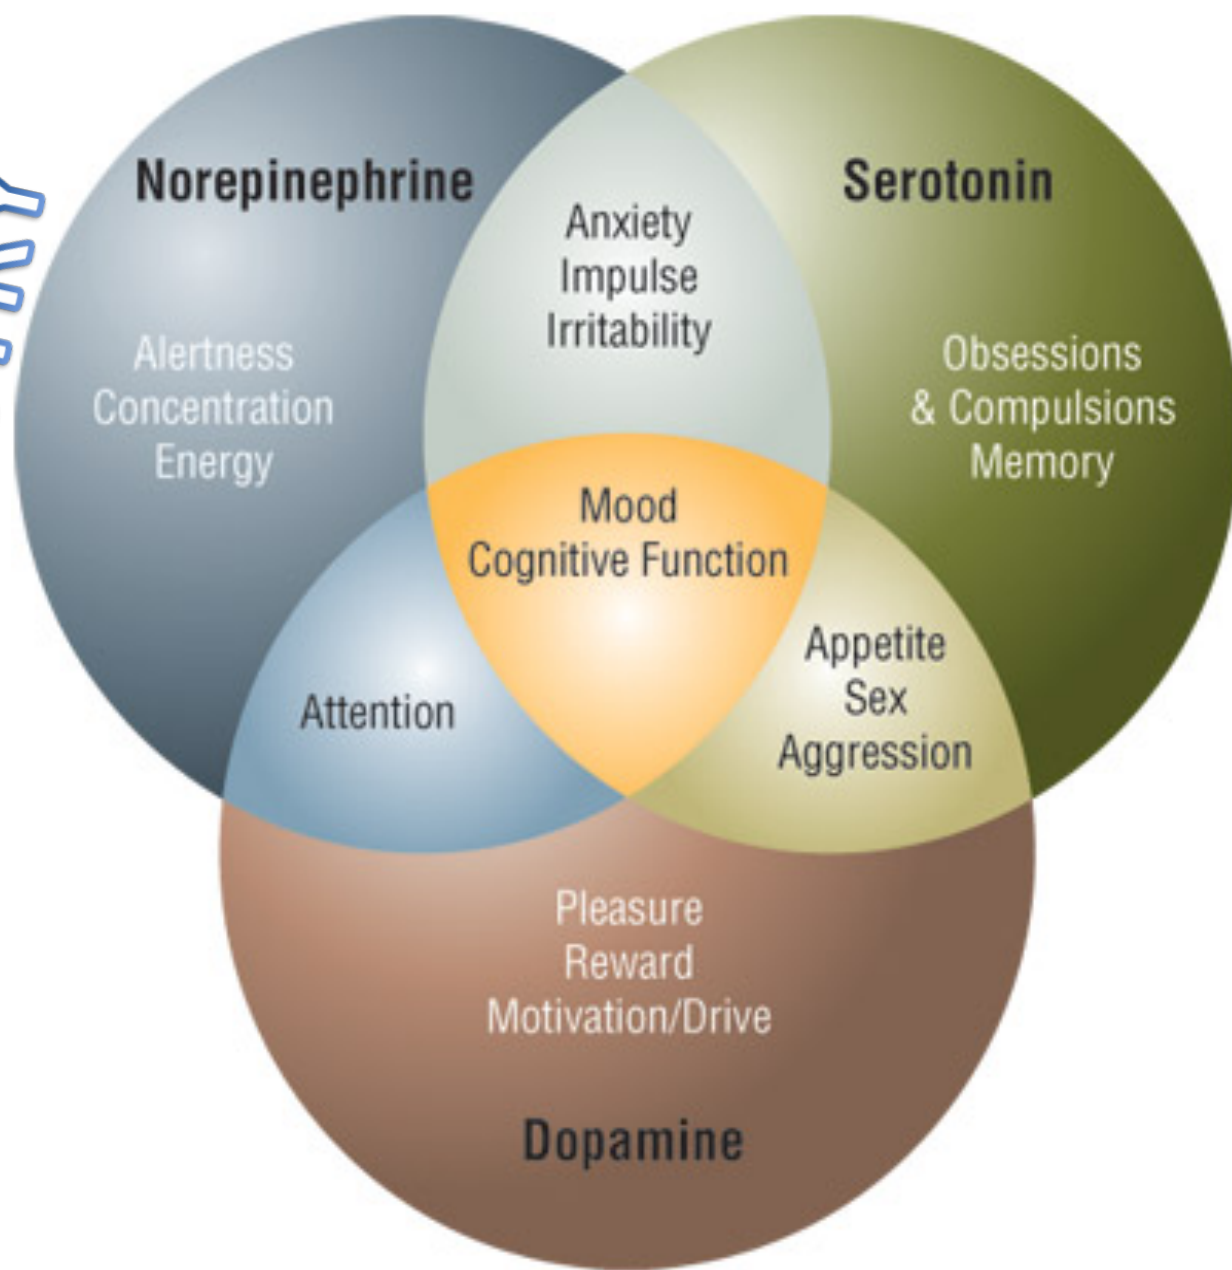 Norepinephrine
Serotonin
Anxiety
Impulse
Irritability
Alertness
Concentration
Energy
Obsessions
& Compulsions
Memory
Mood
Cognitive Function
Attention
Appetite
Sex
Aggression
Pleasure
Reward
Motivation/Drive
Dopamine